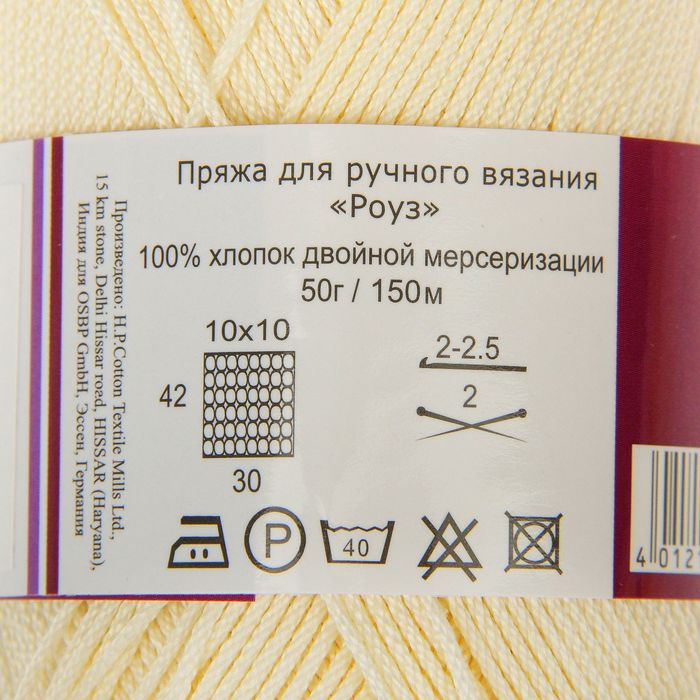 Пряжа для ручного вязания
«Роуз»
100% хлопок двойной мерсеризации
50г / 150м
10x10
42
30
2-2.5
2
P
40
Произведено: H.P.Cotton Textile Mills Ltd.,
15 km stone, Delhi Hissar road, HISSAR (Haryana),
Индия для OSBP GmbH, Эссен, Германия
4 0121